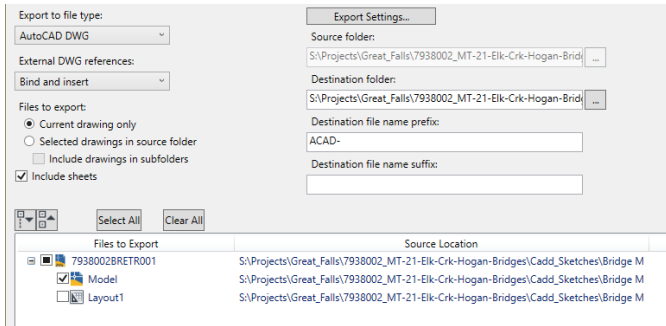 Export to file type:
AutoCAD DWG
External DWG references:
Bind and insert
Files to export:
Current drawing only
Selected drawings in source folder
Include drawings in subfolders
Include sheets
Export Settings...
Source folder:
S:\Projects\Great_Falls\7938002_MT-21-Elk-Crk-Hogan-Bridg
...
Destination folder:
S:\Projects\Great_Falls\7938002_MT-21-Elk-Crk-Hogan-Bridg
...
Destination file name prefix:
ACAD-
Destination file name suffix:
Select All
Clear All
Files to Export
Source Location
7938002BRETR001
S:\Projects\Great_Falls\7938002_MT-21-Elk-Crk-Hogan-Bridges\Cadd_Sketches\Bridge M
Model
S:\Projects\Great_Falls\7938002_MT-21-Elk-Crk-Hogan-Bridges\Cadd_Sketches\Bridge M
Layout1
S:\Projects\Great_Falls\7938002_MT-21-Elk-Crk-Hogan-Bridges\Cadd_Sketches\Bridge M